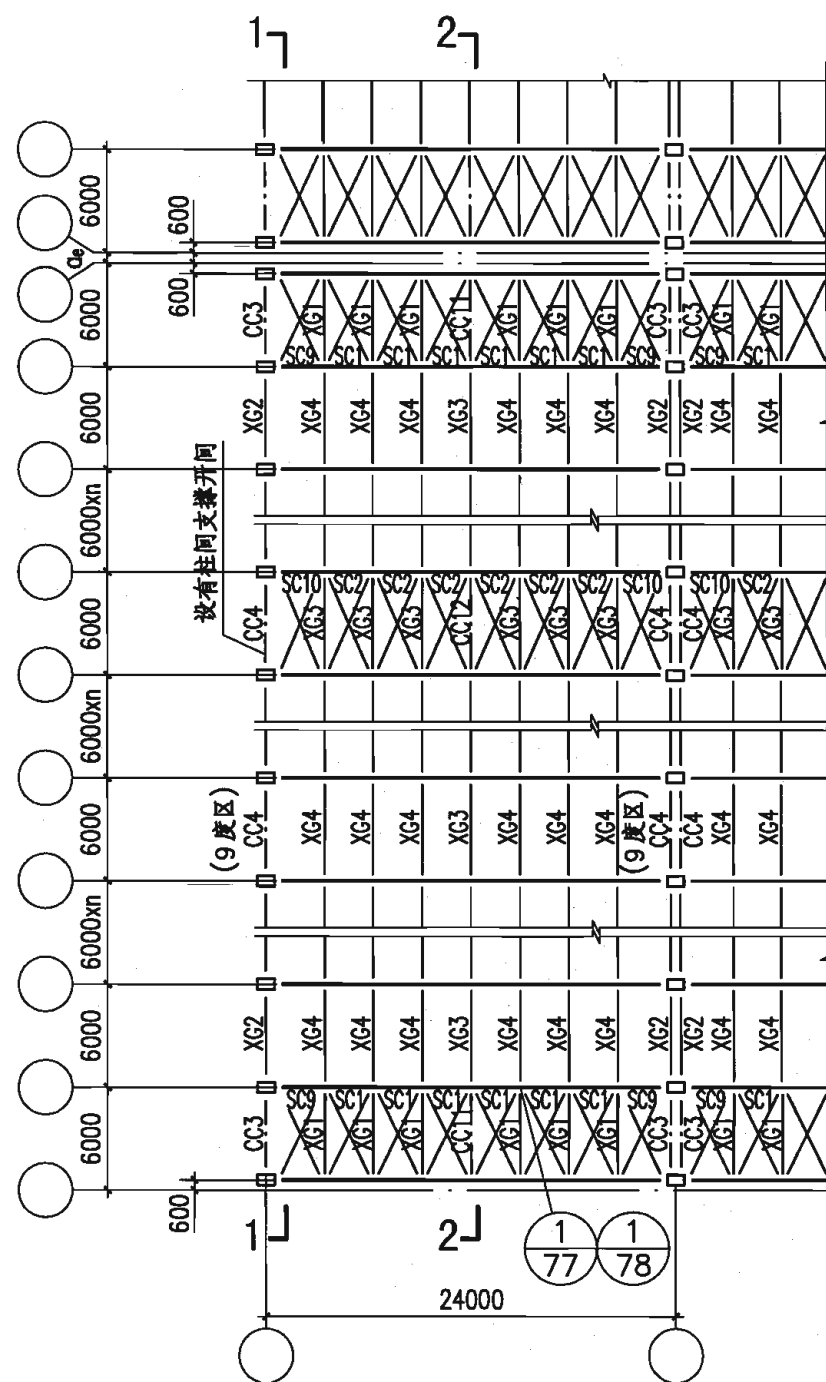 1 2
6000
600
ae
600
6000
CC3 XG1 XG1 XG1 CC11 XG1 XG1 XG1 CC3 CC3 XG1 XG1
SC9 SC1 SC1 SC1 SC1 SC1 SC1 SC9 SC9 SC1
6000
XG2 XG4 XG4 XG4 XG3 XG4 XG4 XG4 XG2 XG2 XG4 XG4
设有柱间支撑开间
6000xn
SC10 SC2 SC2 SC2 SC2 SC2 SC2 SC10 SC10 SC2
6000
CC4 XG3 XG3 XG3 CC12 XG3 XG3 XG3 CC4 CC4 XG3 XG3
6000xn
6000
(9度区) (9度区)
CC4 XG4 XG4 XG4 XG3 XG4 XG4 XG4 CC4 CC4 XG4 XG4
6000xn
6000
XG2 XG4 XG4 XG4 XG3 XG4 XG4 XG4 XG2 XG2 XG4 XG4
SC9 SC1 SC1 SC1 SC1 SC1 SC1 SC9 SC9 SC1
6000
CC3 XG1 XG1 XG1 CC11 XG1 XG1 XG1 CC3 CC3 XG1 XG1
600
1 2
1 1
77 78
24000